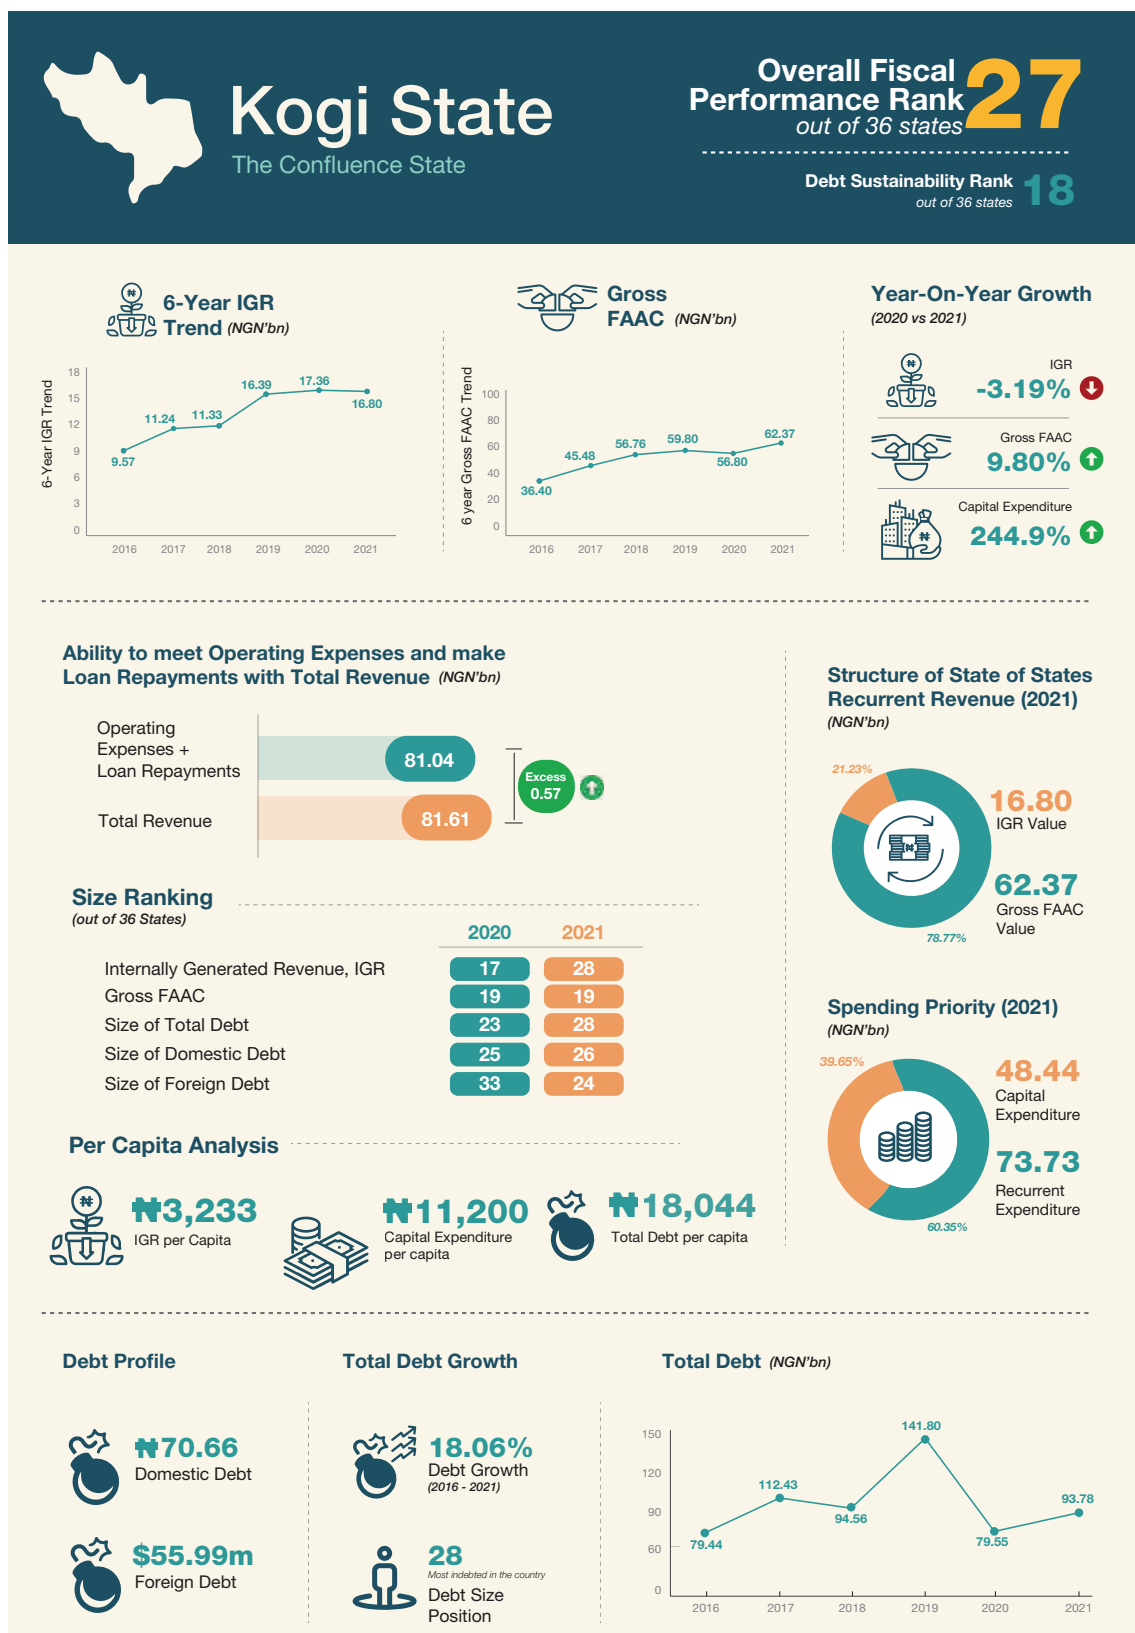 Kogi State
The Confluence State
Overall Fiscal
Performance Rank
out of 36 states
27
Debt Sustainability Rank
out of 36 states
18
6-Year IGR
Trend (NGN'bn)
6-Year IGR Trend
18
15
12
9
6
3
0
9.57
11.24
11.33
16.39
17.36
16.80
2016 2017 2018 2019 2020 2021
Gross
FAAC (NGN'bn)
6 year Gross FAAC Trend
100
80
60
40
20
0
36.40
45.48
56.76
59.80
56.80
62.37
2016 2017 2018 2019 2020 2021
Year-On-Year Growth
(2020 vs 2021)
IGR
-3.19%
Gross FAAC
9.80%
Capital Expenditure
244.9%
Ability to meet Operating Expenses and make
Loan Repayments with Total Revenue (NGN'bn)
Operating
Expenses +
Loan Repayments
81.04
Total Revenue
81.61
Excess
0.57
Size Ranking
(out of 36 States)
2020 2021
Internally Generated Revenue, IGR 17 28
Gross FAAC 19 19
Size of Total Debt 23 28
Size of Domestic Debt 25 26
Size of Foreign Debt 33 24
Per Capita Analysis
₦3,233
IGR per Capita
₦11,200
Capital Expenditure
per capita
₦18,044
Total Debt per capita
Structure of State of States
Recurrent Revenue (2021)
(NGN'bn)
21.23%
16.80
IGR Value
62.37
Gross FAAC
Value
78.77%
Spending Priority (2021)
(NGN'bn)
39.65%
48.44
Capital
Expenditure
73.73
Recurrent
Expenditure
60.35%
Debt Profile
₦70.66
Domestic Debt
$55.99m
Foreign Debt
Total Debt Growth
18.06%
Debt Growth
(2016 - 2021)
28
Most indebted in the country
Debt Size
Position
Total Debt (NGN'bn)
150
120
90
60
0
79.44
112.43
94.56
141.80
79.55
93.78
2016 2017 2018 2019 2020 2021